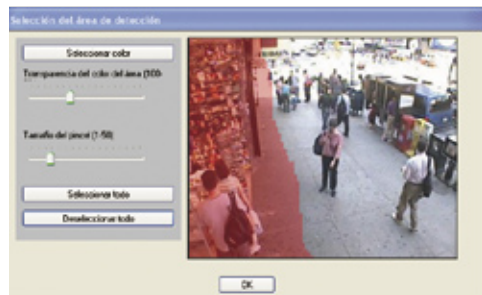 Selección del área de detección
Seleccionar color
Transparencia del color del área (100-
Tamaño del pincel (1-50)
Seleccionar todo
Deseleccionar todo
OK